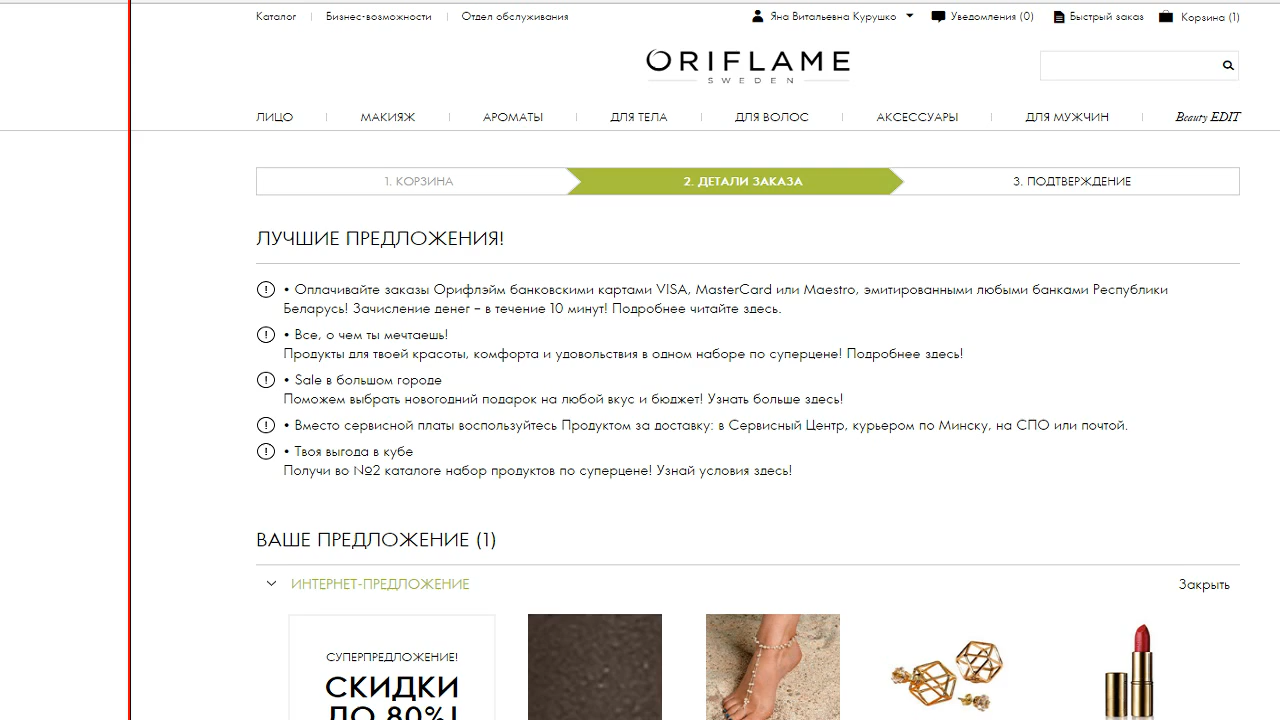 Каталог
Бизнес-возможности
Отдел обслуживания
Яна Витальевна Курушко
Уведомления (0)
Быстрый заказ
Корзина (1)
ORIFLAME
SWEDEN
ЛИЦО
МАКИЯЖ
АРОМАТЫ
ДЛЯ ТЕЛА
ДЛЯ ВОЛОС
АКСЕССУАРЫ
ДЛЯ МУЖЧИН
Beauty EDIT
1. КОРЗИНА
2. ДЕТАЛИ ЗАКАЗА
3. ПОДТВЕРЖДЕНИЕ
ЛУЧШИЕ ПРЕДЛОЖЕНИЯ!
• Оплачивайте заказы Орифлэйм банковскими картами VISA, MasterCard или Maestro, эмитированными любыми банками Республики
Беларусь! Зачисление денег – в течение 10 минут! Подробнее читайте здесь.
• Все, о чем ты мечтаешь!
Продукты для твоей красоты, комфорта и удовольствия в одном наборе по суперцене! Подробнее здесь!
• Sale в большом городе
Поможем выбрать новогодний подарок на любой вкус и бюджет! Узнать больше здесь!
• Вместо сервисной платы воспользуйтесь Продуктом за доставку: в Сервисный Центр, курьером по Минску, на СПО или почтой.
• Твоя выгода в кубе
Получи во №2 каталоге набор продуктов по суперцене! Узнай условия здесь!
ВАШЕ ПРЕДЛОЖЕНИЕ (1)
ИНТЕРНЕТ-ПРЕДЛОЖЕНИЕ
Закрыть
СУПЕРПРЕДЛОЖЕНИЕ!
СКИДКИ
ДО 80%!